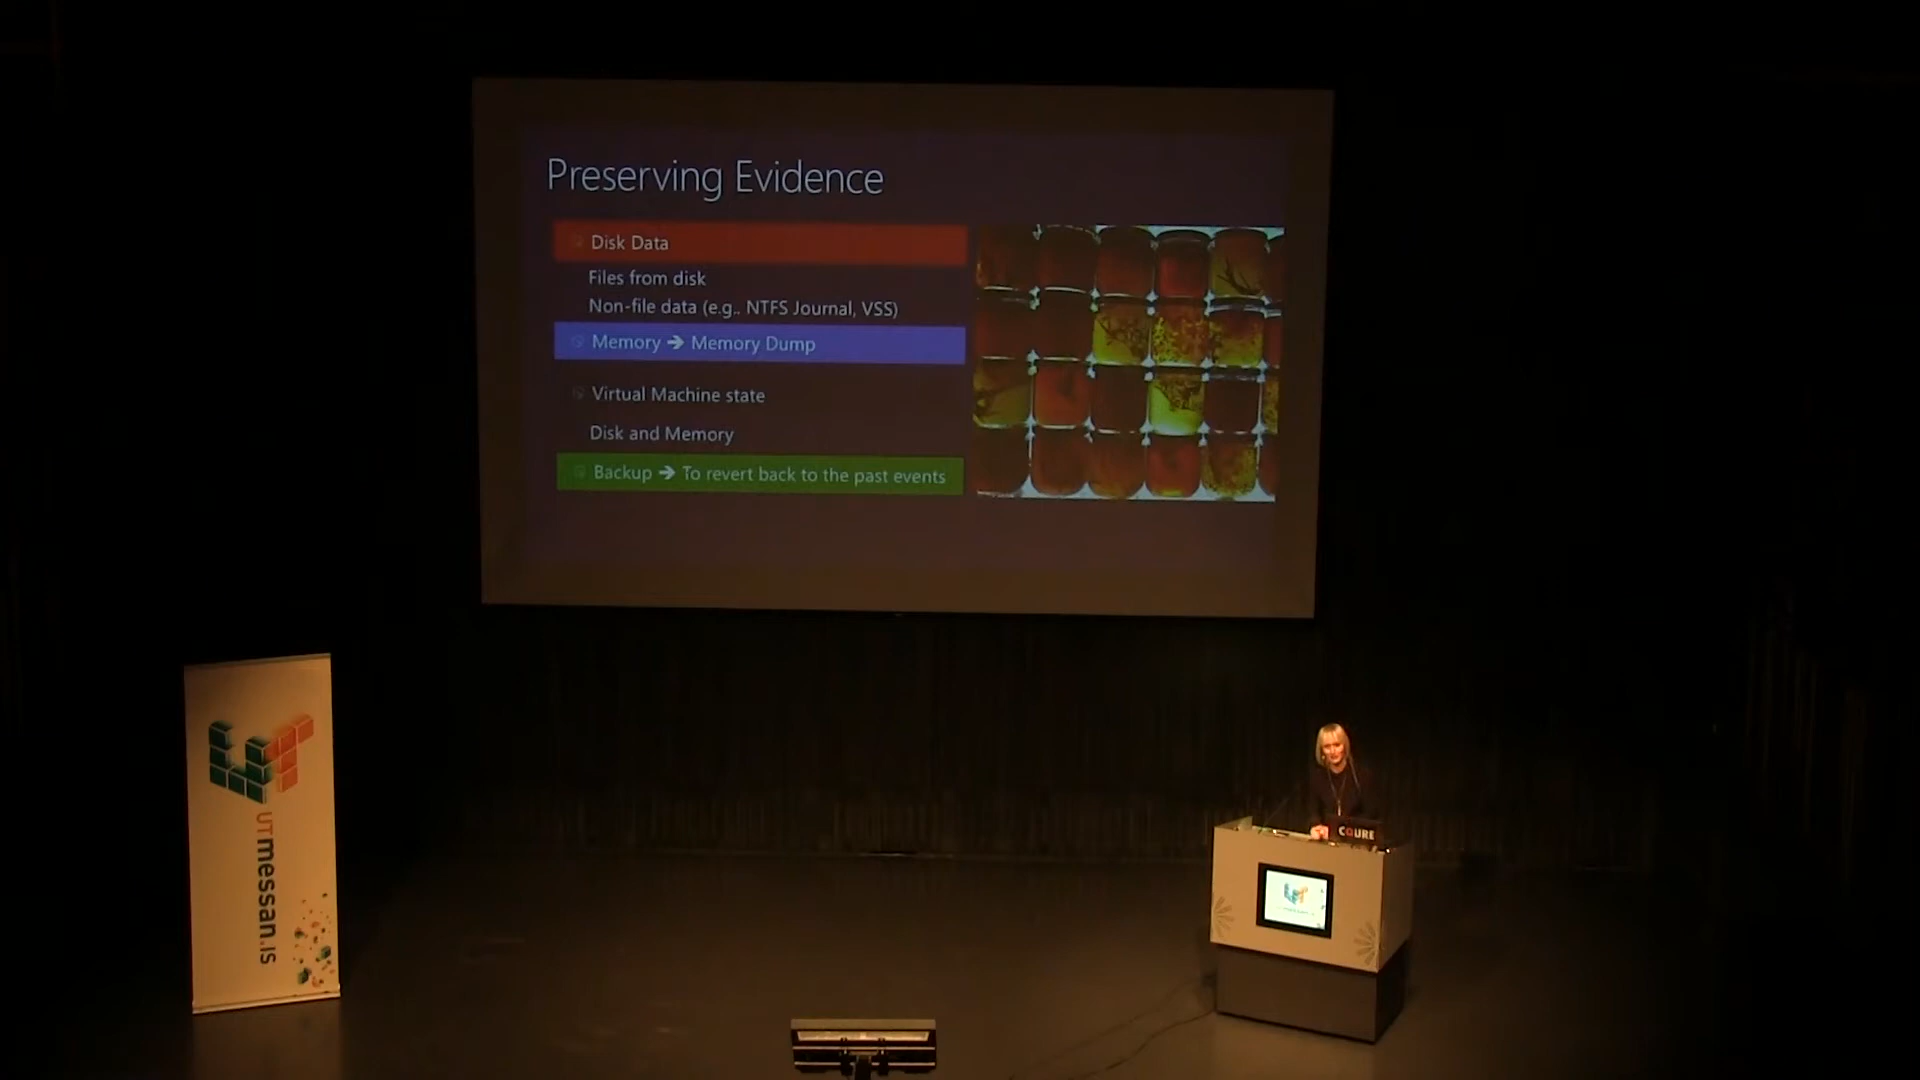 Preserving Evidence
Disk Data
Files from disk
Non-file data (e.g.. NTFS Journal, VSS)
Memory ➔ Memory Dump
Virtual Machine state
Disk and Memory
Backup ➔ To revert back to the past events
UTmessan.is
CQURE